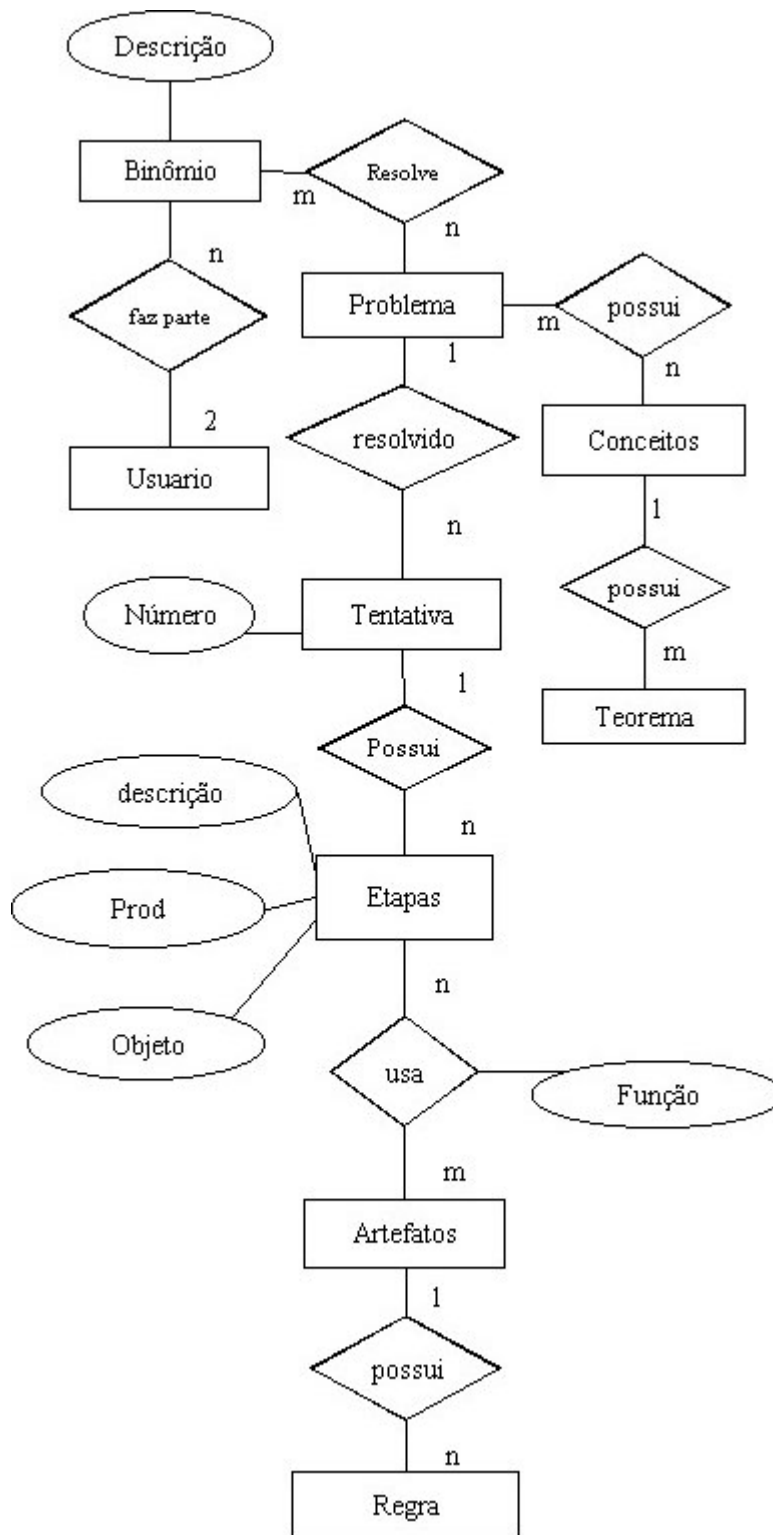 Descrição
Binômio
m
Resolve
n
n
faz parte
2
Usuario
Problema
m
possui
n
Conceitos
1
possui
m
Teorema
1
resolvido
n
Número
Tentativa
1
Possui
n
descrição
Prod
Objeto
Etapas
n
usa
Função
m
Artefatos
1
possui
n
Regra